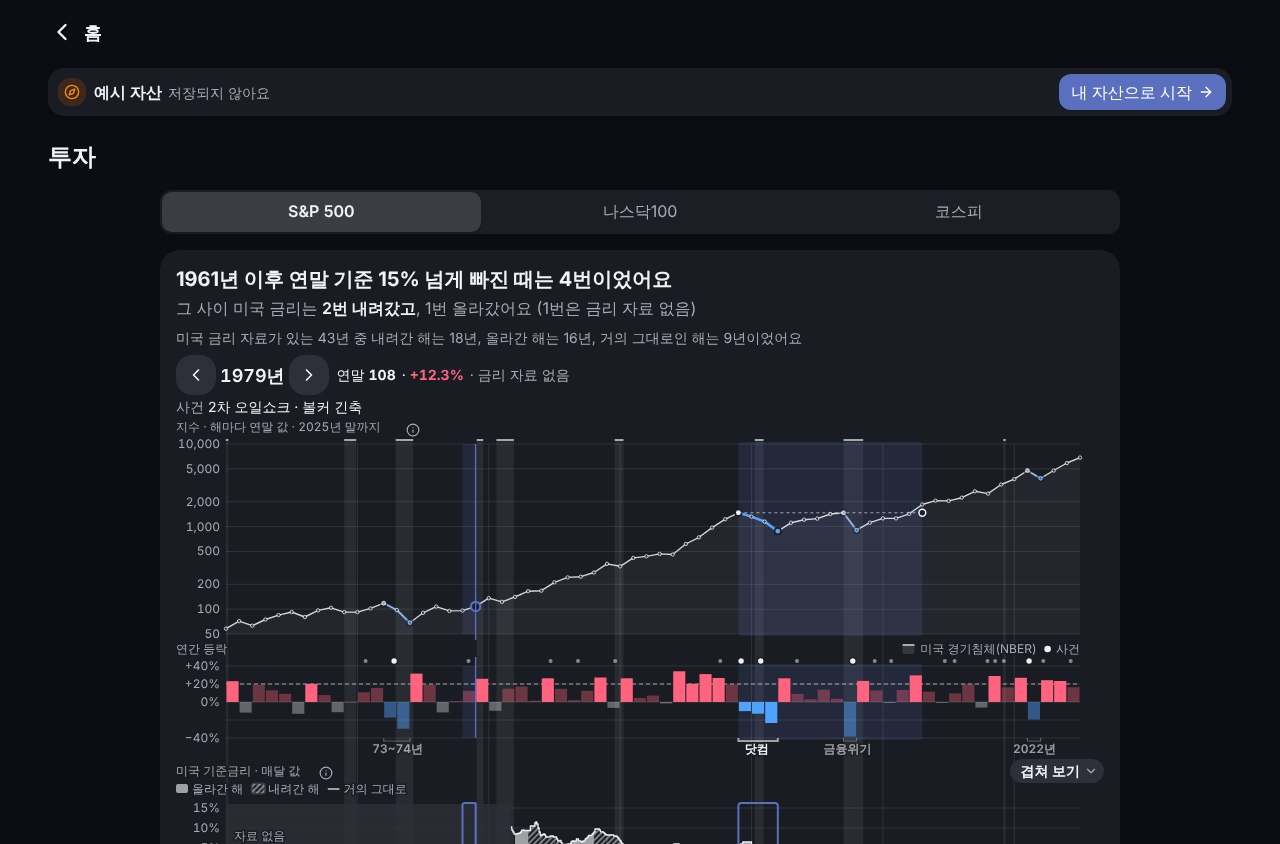 홈
예시 자산 저장되지 않아요
내 자산으로 시작 →
투자
S&P 500 나스닥100 코스피
1961년 이후 연말 기준 15% 넘게 빠진 때는 4번이었어요
그 사이 미국 금리는 2번 내려갔고, 1번 올라갔어요 (1번은 금리 자료 없음)
미국 금리 자료가 있는 43년 중 내려간 해는 18년, 올라간 해는 16년, 거의 그대로인 해는 9년이었어요
1979년 연말 108 · +12.3% · 금리 자료 없음
사건 2차 오일쇼크 · 볼커 긴축
지수 · 해마다 연말 값 · 2025년 말까지
10,000
5,000
2,000
1,000
500
200
100
50
연간 등락 미국 경기침체(NBER) 사건
+40%
+20%
0%
−40%
73~74년 닷컴 금융위기 2022년
미국 기준금리 · 매달 값
겹쳐 보기
올라간 해 내려간 해 거의 그대로
15%
10%
자료 없음